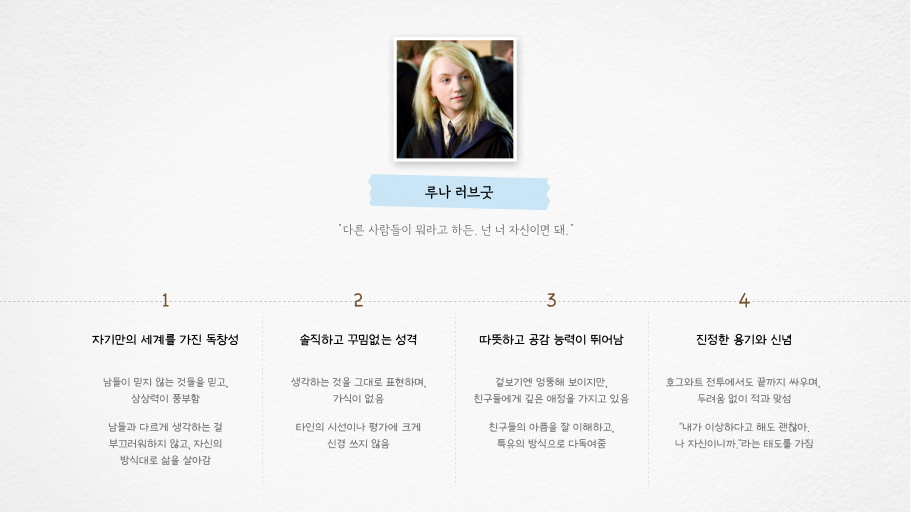 루나 러브굿
"다른 사람들이 뭐라고 하든, 넌 너 자신이면 돼."
1
2
3
4
자기만의 세계를 가진 독창성
남들이 믿지 않는 것들을 믿고,
상상력이 풍부함
남들과 다르게 생각하는 걸
부끄러워하지 않고, 자신의
방식대로 삶을 살아감
솔직하고 꾸밈없는 성격
생각하는 것을 그대로 표현하며,
가식이 없음
타인의 시선이나 평가에 크게
신경 쓰지 않음
따뜻하고 공감 능력이 뛰어남
겉보기엔 엉뚱해 보이지만,
친구들에게 깊은 애정을 가지고 있음
친구들의 아픔을 잘 이해하고,
특유의 방식으로 다독여줌
진정한 용기와 신념
호그와트 전투에서도 끝까지 싸우며,
두려움 없이 적과 맞섬
"내가 이상하다고 해도 괜찮아.
나 자신이니까."라는 태도를 가짐